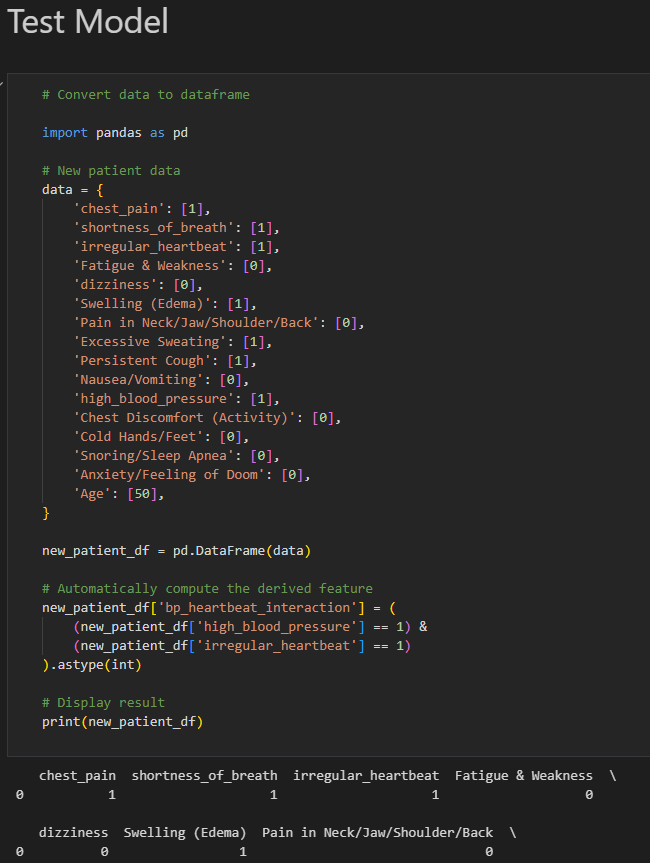 Test Model
# Convert data to dataframe
import pandas as pd
# New patient data
data = {
'chest_pain': [1],
'shortness_of_breath': [1],
'irregular_heartbeat': [1],
'Fatigue & Weakness': [0],
'dizziness': [0],
'Swelling (Edema)': [1],
'Pain in Neck/Jaw/Shoulder/Back': [0],
'Excessive Sweating': [1],
'Persistent Cough': [1],
'Nausea/Vomiting': [0],
'high_blood_pressure': [1],
'Chest Discomfort (Activity)': [0],
'Cold Hands/Feet': [0],
'Snoring/Sleep Apnea': [0],
'Anxiety/Feeling of Doom': [0],
'Age': [50],
}
new_patient_df = pd.DataFrame(data)
# Automatically compute the derived feature
new_patient_df['bp_heartbeat_interaction'] = (
(new_patient_df['high_blood_pressure'] == 1) &
(new_patient_df['irregular_heartbeat'] == 1)
).astype(int)
# Display result
print(new_patient_df)
chest_pain shortness_of_breath irregular_heartbeat Fatigue & Weakness \
0 1 1 1 0
dizziness Swelling (Edema) Pain in Neck/Jaw/Shoulder/Back \
0 0 1 0